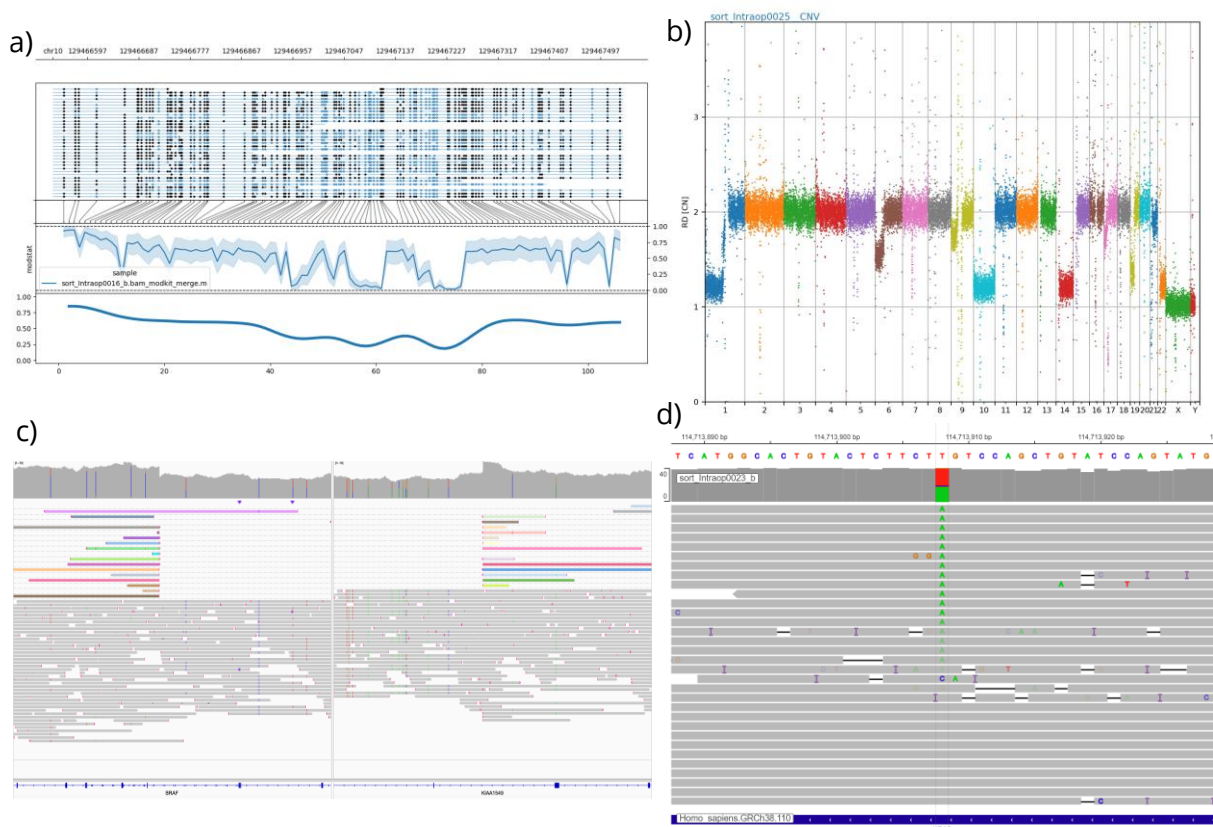 a)
chr10 129466597 129466687 129466777 129466867 129466957 129467047 129467137 129467227 129467317 129467407 129467497
modstat
1.00
0.75
0.50
0.25
0.00
sample
sort_Intraop0016_b.bam_modkit_merge.m
1.00
0.75
0.50
0.25
0.00
0 20 40 60 80 100
b)
sort_Intraop0025 CNV
RD [CN]
3
2
1
0
1 2 3 4 5 6 7 8 9 10 11 12 13 14 15 16 17 18 19 20 21 22 X Y
c)
BRAF
KIAA1549
d)
114,713,890 bp 114,713,900 bp 114,713,910 bp 114,713,920 bp
T C A T G G C A C T G T A C T C T T C T T G T C C A G C T G T A T C C A G T A T G
40
0
sort_Intraop0023_b
A
A
A
A
A
G G A
A
A
A T
A
A
C
A
C A
Homo_sapiens.GRCh38.110